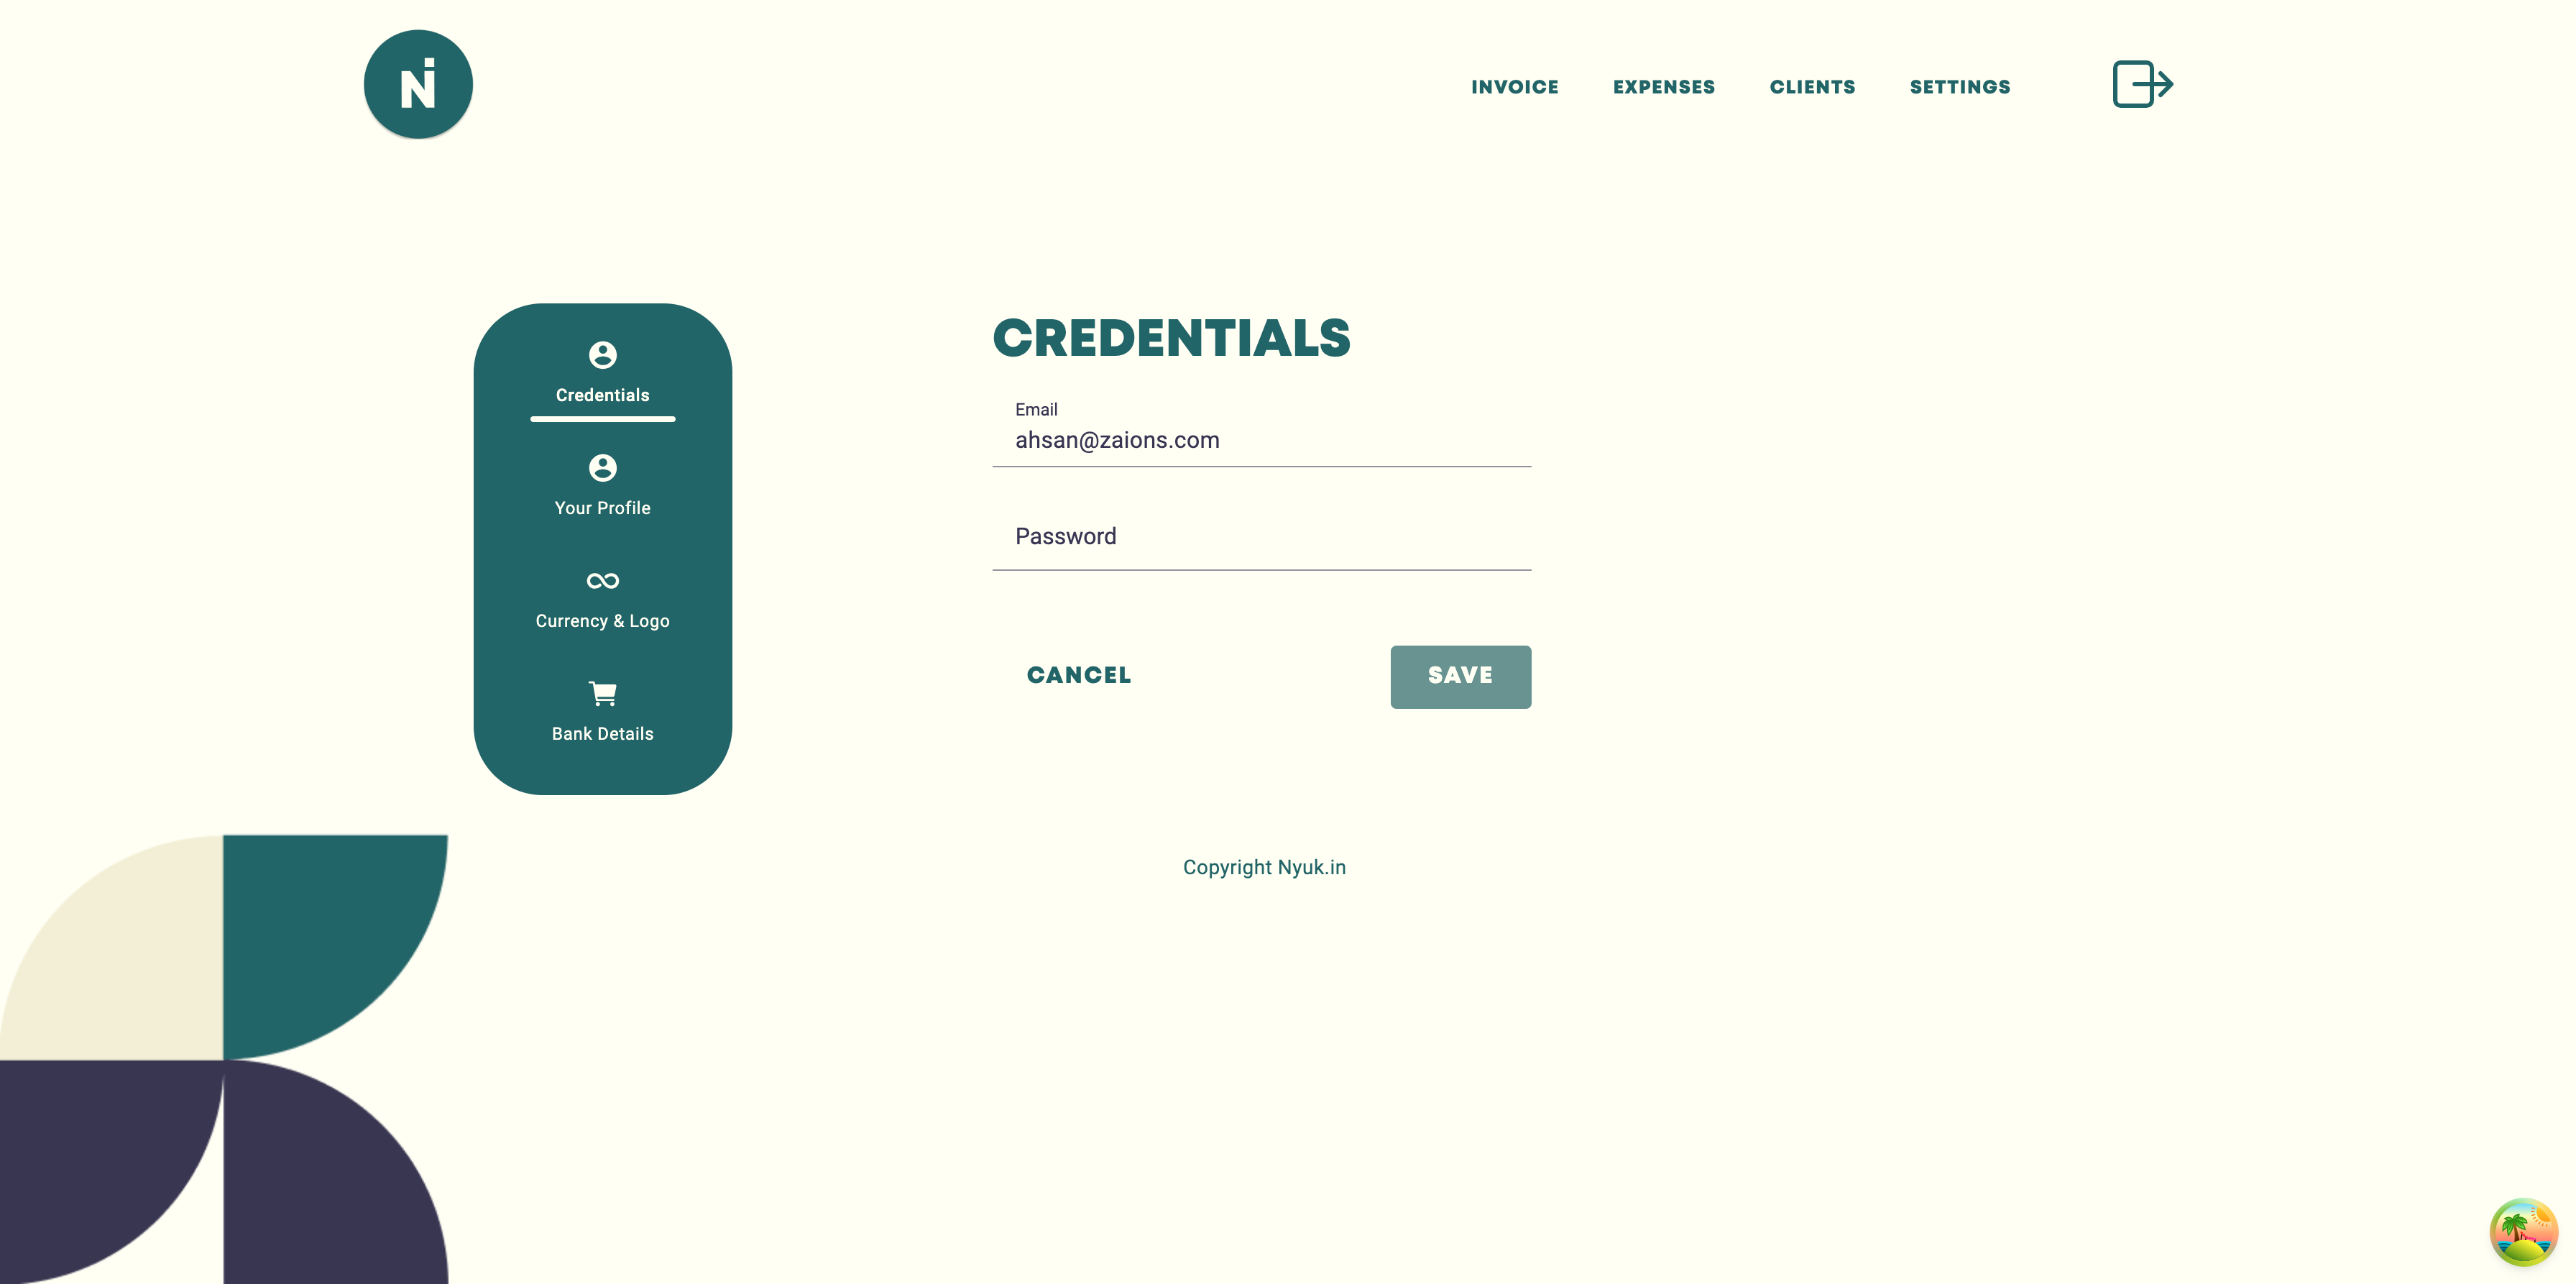 Ni
INVOICE EXPENSES CLIENTS SETTINGS
Credentials
Your Profile
Currency & Logo
Bank Details
CREDENTIALS
Email
ahsan@zaions.com
Password
CANCEL SAVE
Copyright Nyuk.in